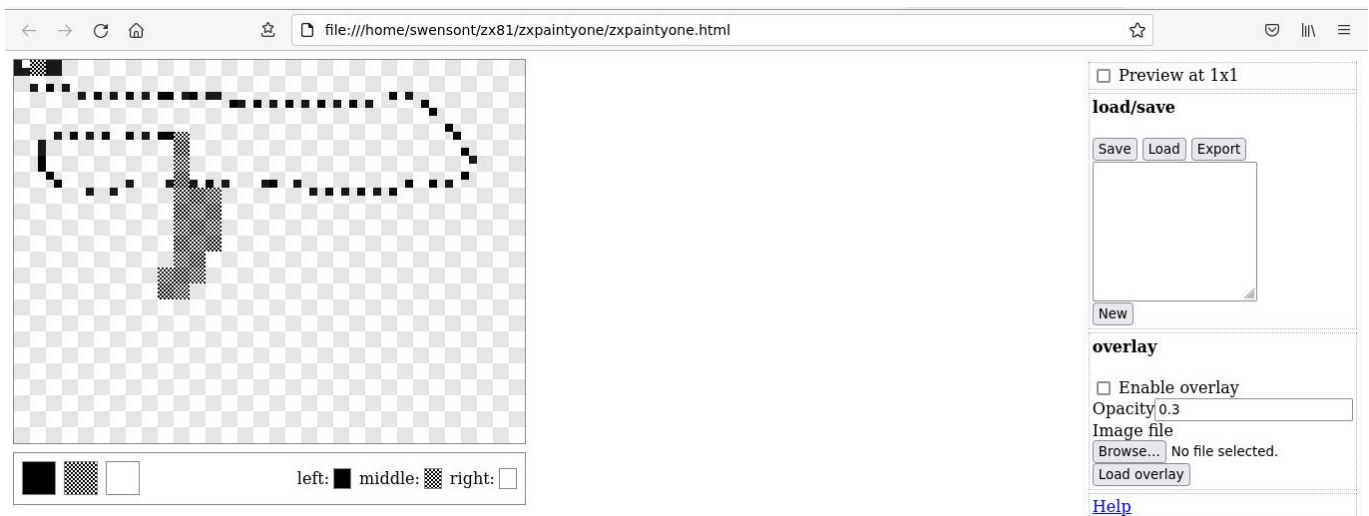 file:///home/swensont/zx81/zxpaintyone/zxpaintyone.html
Preview at 1x1
load/save
Save Load Export
New
overlay
Enable overlay
Opacity 0.3
Image file
Browse... No file selected.
Load overlay
left: middle: right:
Help